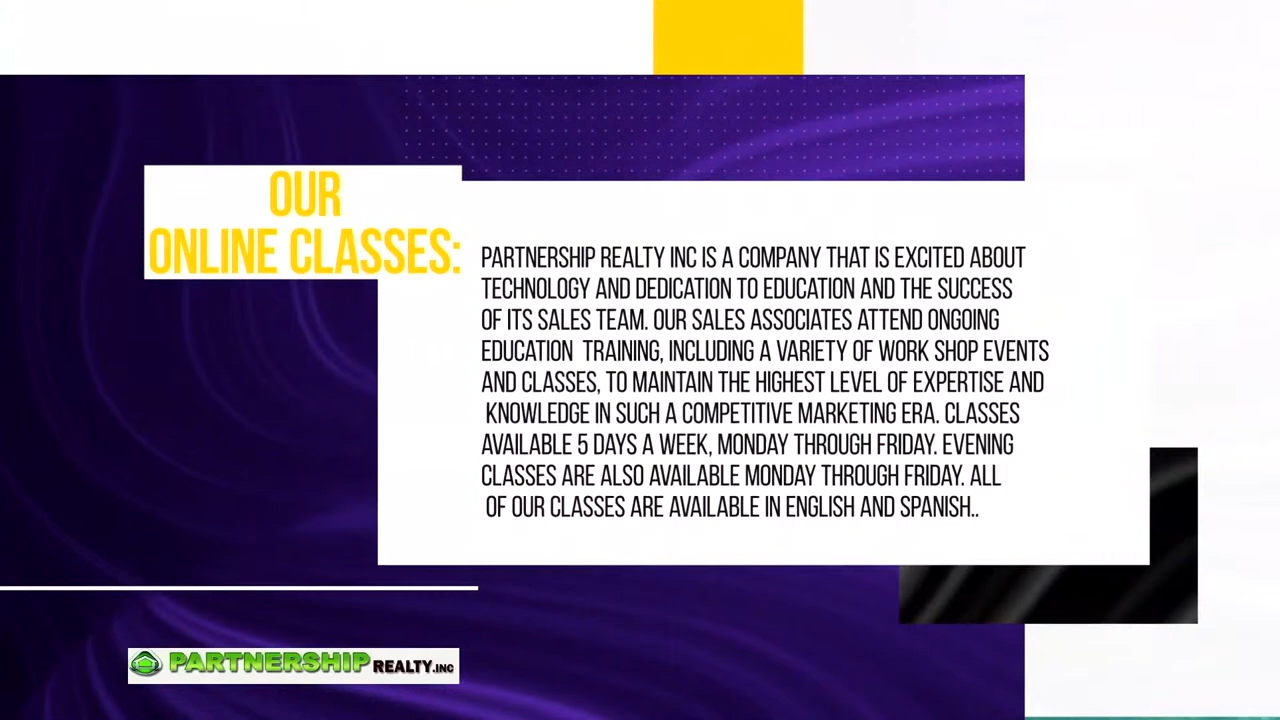 OUR
ONLINE CLASSES:
PARTNERSHIP REALTY INC IS A COMPANY THAT IS EXCITED ABOUT
TECHNOLOGY AND DEDICATION TO EDUCATION AND THE SUCCESS
OF ITS SALES TEAM. OUR SALES ASSOCIATES ATTEND ONGOING
EDUCATION  TRAINING, INCLUDING A VARIETY OF WORK SHOP EVENTS
AND CLASSES, TO MAINTAIN THE HIGHEST LEVEL OF EXPERTISE AND
KNOWLEDGE IN SUCH A COMPETITIVE MARKETING ERA. CLASSES
AVAILABLE 5 DAYS A WEEK, MONDAY THROUGH FRIDAY. EVENING
CLASSES ARE ALSO AVAILABLE MONDAY THROUGH FRIDAY. ALL
OF OUR CLASSES ARE AVAILABLE IN ENGLISH AND SPANISH..
PARTNERSHIP REALTY.INC